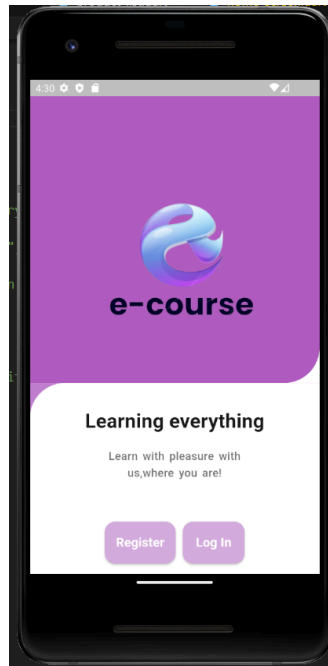 4:30
e-course
Learning everything
Learn with pleasure with
us,where you are!
Register
Log In